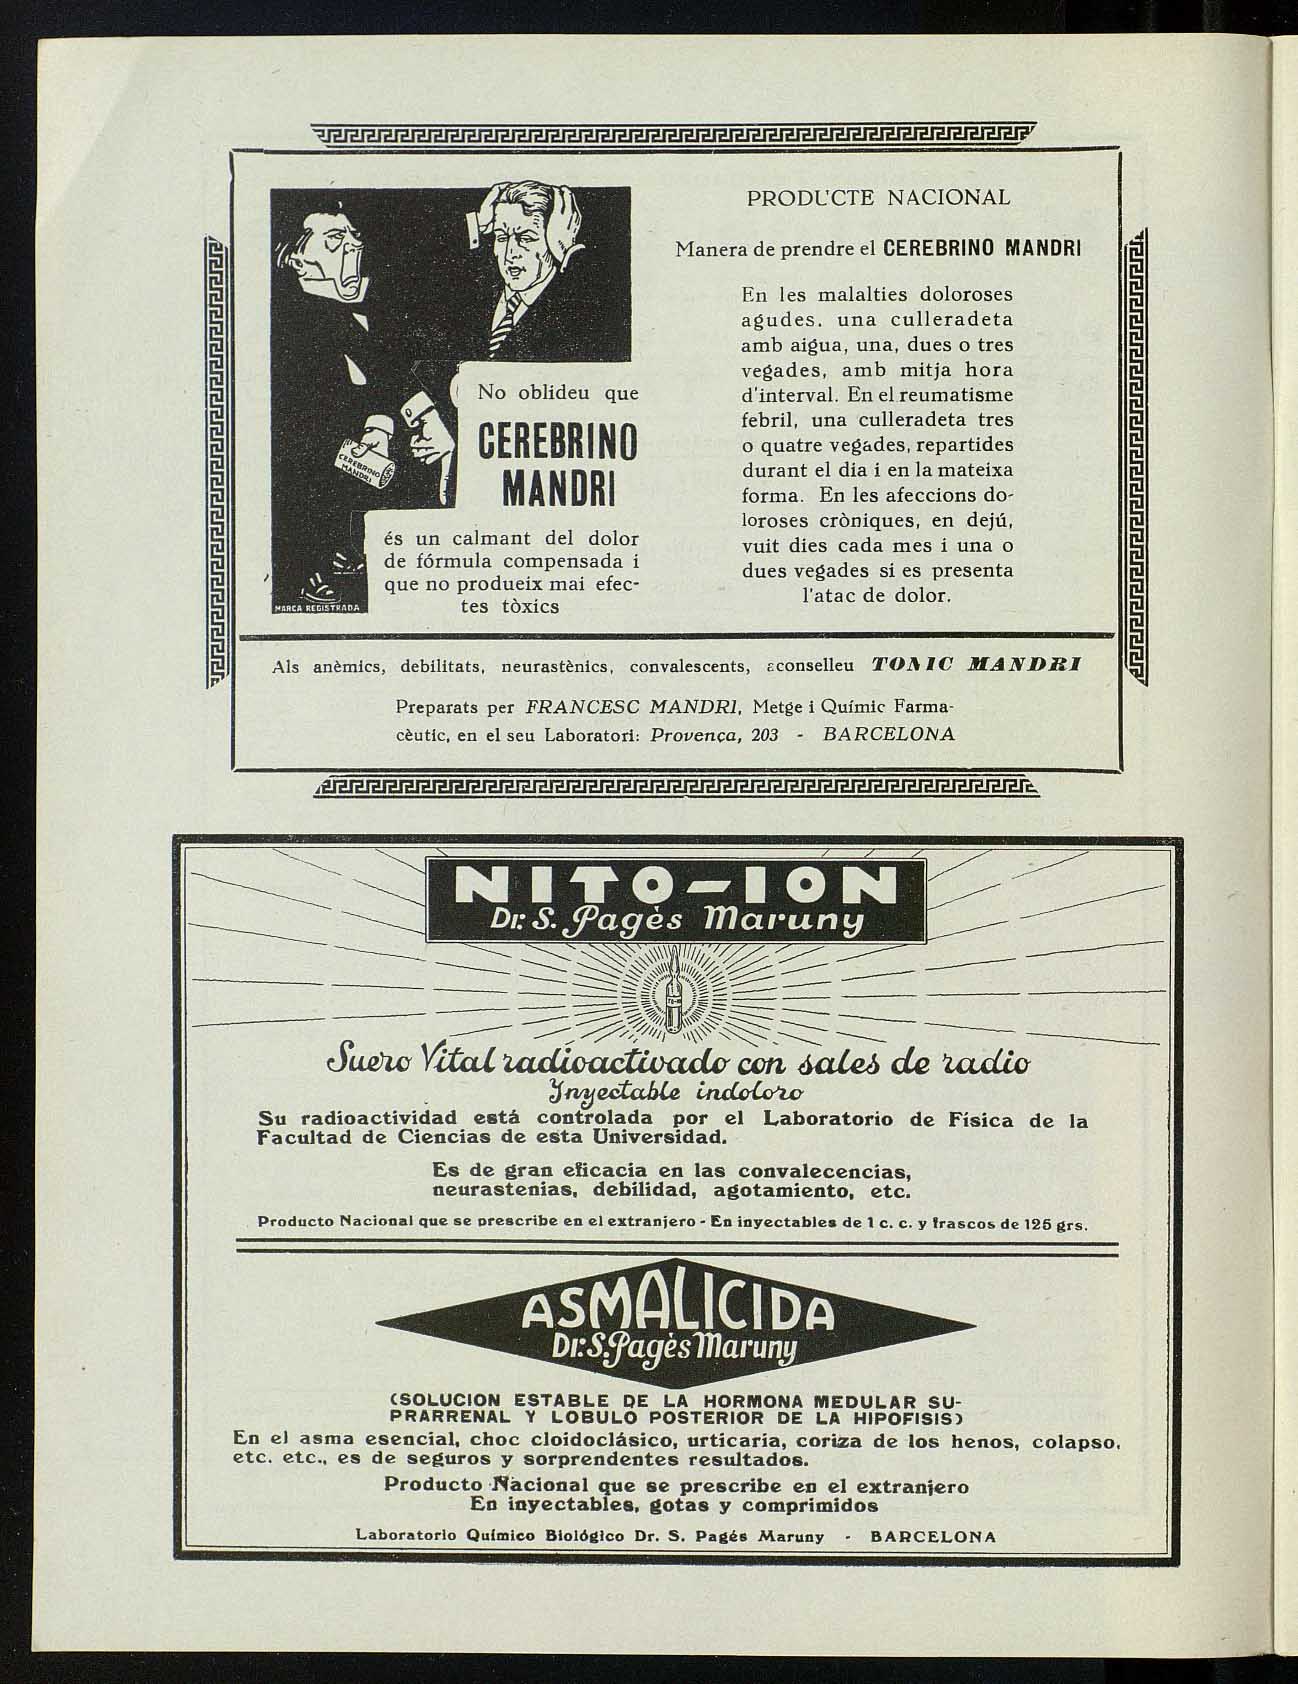 PRODUCTE NACIONAL
Manera de prendre el CEREBRINO MANDRI
En les malalties doloroses
agudes, una culleradeta
amb aigua, una, dues o tres
vegades, amb mitja hora
d'interval. En el reumatisme
febril, una culleradeta tres
o quatre vegades, repartides
durant el dia i en la mateixa
forma. En les afeccions do-
loroses cròniques, en dejú,
vuit dies cada mes i una o
dues vegades si es presenta
l'atac de dolor.
No oblideu que
CEREBRINO
MANDRI
és un calmant del dolor
de fórmula compensada i
que no produeix mai efec-
tes tòxics
CEREBRINO
MANDRI
MARCA REGISTRADA
Als anèmics, debilitats, neurastènics, convalescents, aconselleu TONIC MANDRI
Preparats per FRANCESC MANDRI, Metge i Químic Farma-
cèutic, en el seu Laboratori: Provença, 203 - BARCELONA
NITO-ION
Dr. S. Pagès Maruny
Suero Vital radioactivado con sales de radio
Inyectable indoloro
Su radioactividad está controlada por el Laboratorio de Física de la
Facultad de Ciencias de esta Universidad.
Es de gran eficacia en las convalecencias,
neurastenias, debilidad, agotamiento, etc.
Producto Nacional que se prescribe en el extranjero - En inyectables de 1 c. c. y frascos de 125 grs.
ASMALICIDA
Dr. S. Pagès Maruny
(SOLUCION ESTABLE DE LA HORMONA MEDULAR SU-
PRARRENAL Y LOBULO POSTERIOR DE LA HIPOFISIS)
En el asma esencial, choc cloidoclásico, urticaria, coriza de los henos, colapso,
etc. etc., es de seguros y sorprendentes resultados.
Producto Nacional que se prescribe en el extranjero
En inyectables, gotas y comprimidos
Laboratorio Químico Biológico Dr. S. Pagés Maruny - BARCELONA